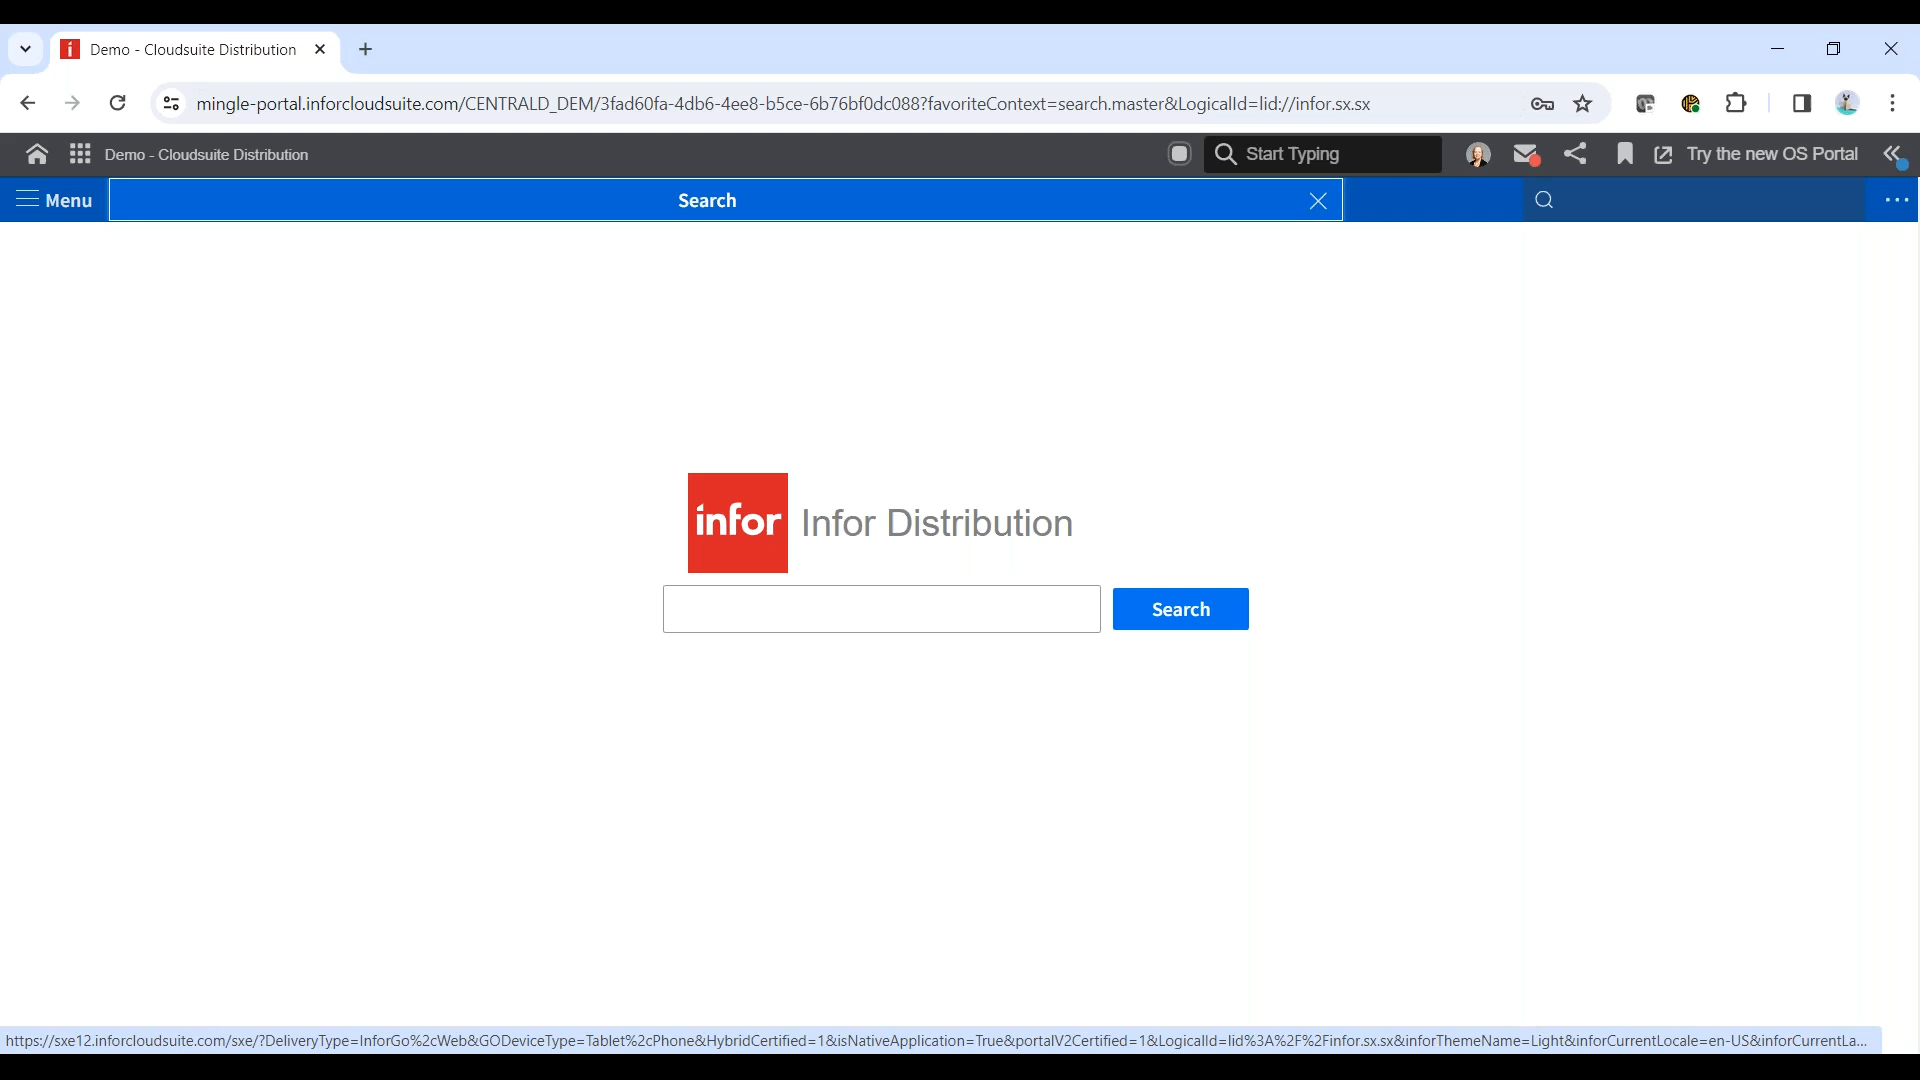 Demo - Cloudsuite Distribution
mingle-portal.inforcloudsuite.com/CENTRALD_DEM/3fad60fa-4db6-4ee8-b5ce-6b76bf0dc088?favoriteContext=search.master&LogicalId=lid://infor.sx.sx
Demo - Cloudsuite Distribution
Start Typing
Try the new OS Portal
Menu
Search
infor
Infor Distribution
Search
https://sxe12.inforcloudsuite.com/sxe/?DeliveryType=InforGo%2cWeb&GODeviceType=Tablet%2cPhone&HybridCertified=1&isNativeApplication=True&portalV2Certified=1&LogicalId=lid%3A%2F%2Finfor.sx.sx&inforThemeName=Light&inforCurrentLocale=en-US&inforCurrentLa...